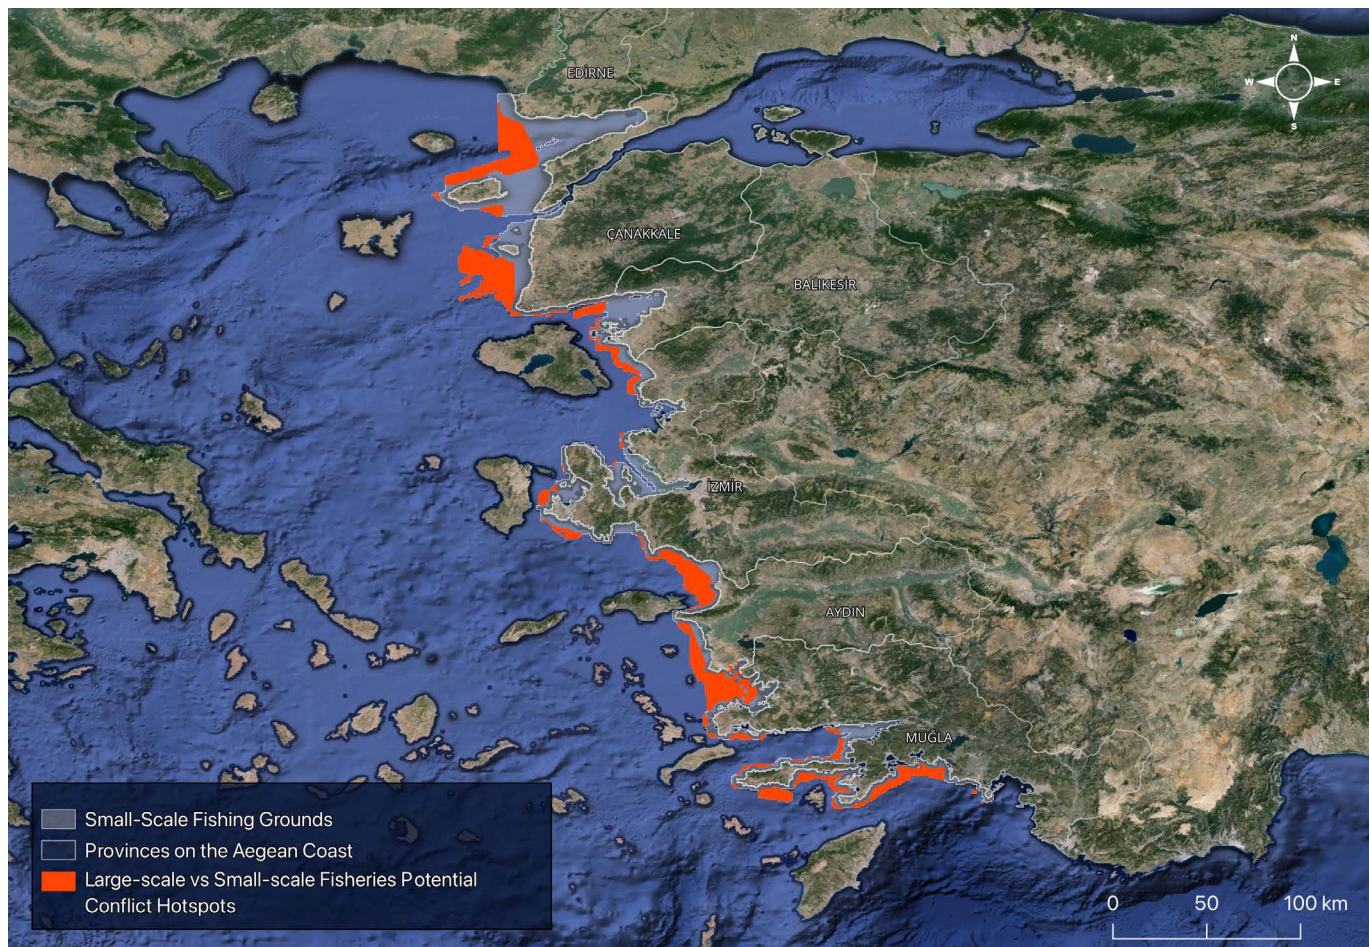 N
W
E
S
EDİRNE
ÇANAKKALE
BALIKESİR
İZMİR
AYDIN
MUĞLA
Small-Scale Fishing Grounds
Provinces on the Aegean Coast
Large-scale vs Small-scale Fisheries Potential
Conflict Hotspots
0 50 100 km